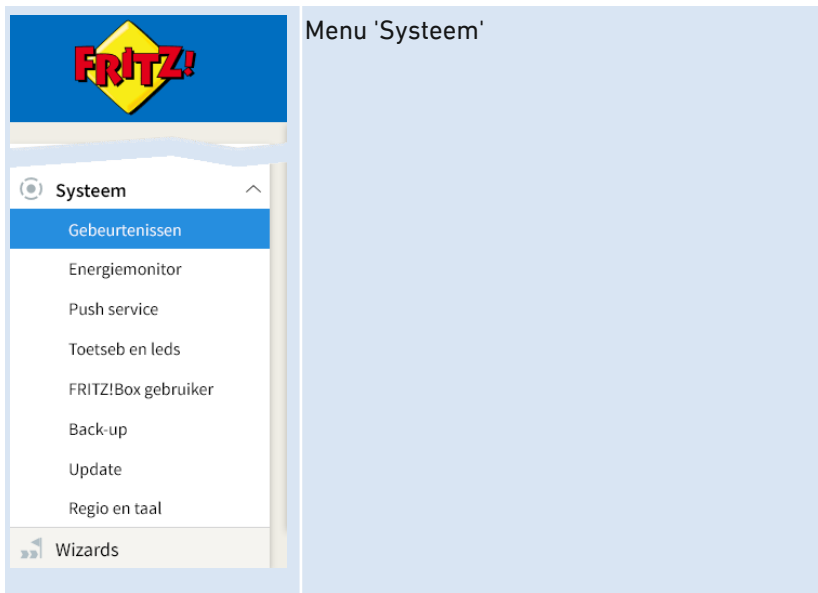 FRITZ!
Menu 'Systeem'
Systeem
Gebeurtenissen
Energiemonitor
Push service
Toetseb en leds
FRITZ!Box gebruiker
Back-up
Update
Regio en taal
Wizards